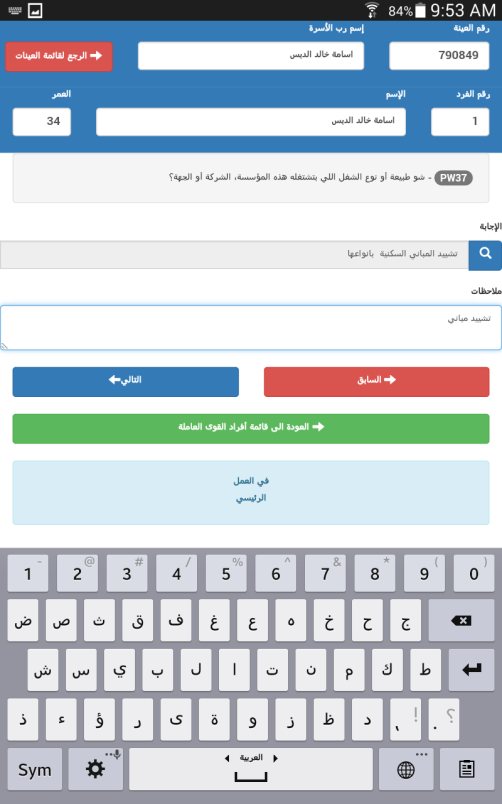 84% 9:53 AM
رقم العينة إسم رب الأسرة
790849 اسامة خالد الدبس الرجع لقائمة العينات
رقم الفرد الإسم العمر
1 اسامة خالد الدبس 34
PW37 - شو طبيعة أو نوع الشغل اللي بتشتغله هذه المؤسسة، الشركة أو الجهة؟
الإجابة
تشييد المباني السكنية بانواعها
ملاحظات
تشييد مباني
السابق التالي
العودة الى قائمة أفراد القوى العاملة
في العمل
الرئيسي
- @ # / % ^ & * ( )
1 2 3 4 5 6 7 8 9 0
ض ص ث ق ف غ ع ه خ ح ج
ش س ي ب ل ا ت ن م ك ط
ذ ء ؤ ر ى ة و ز ظ د ! ، ؟ .
Sym العربية